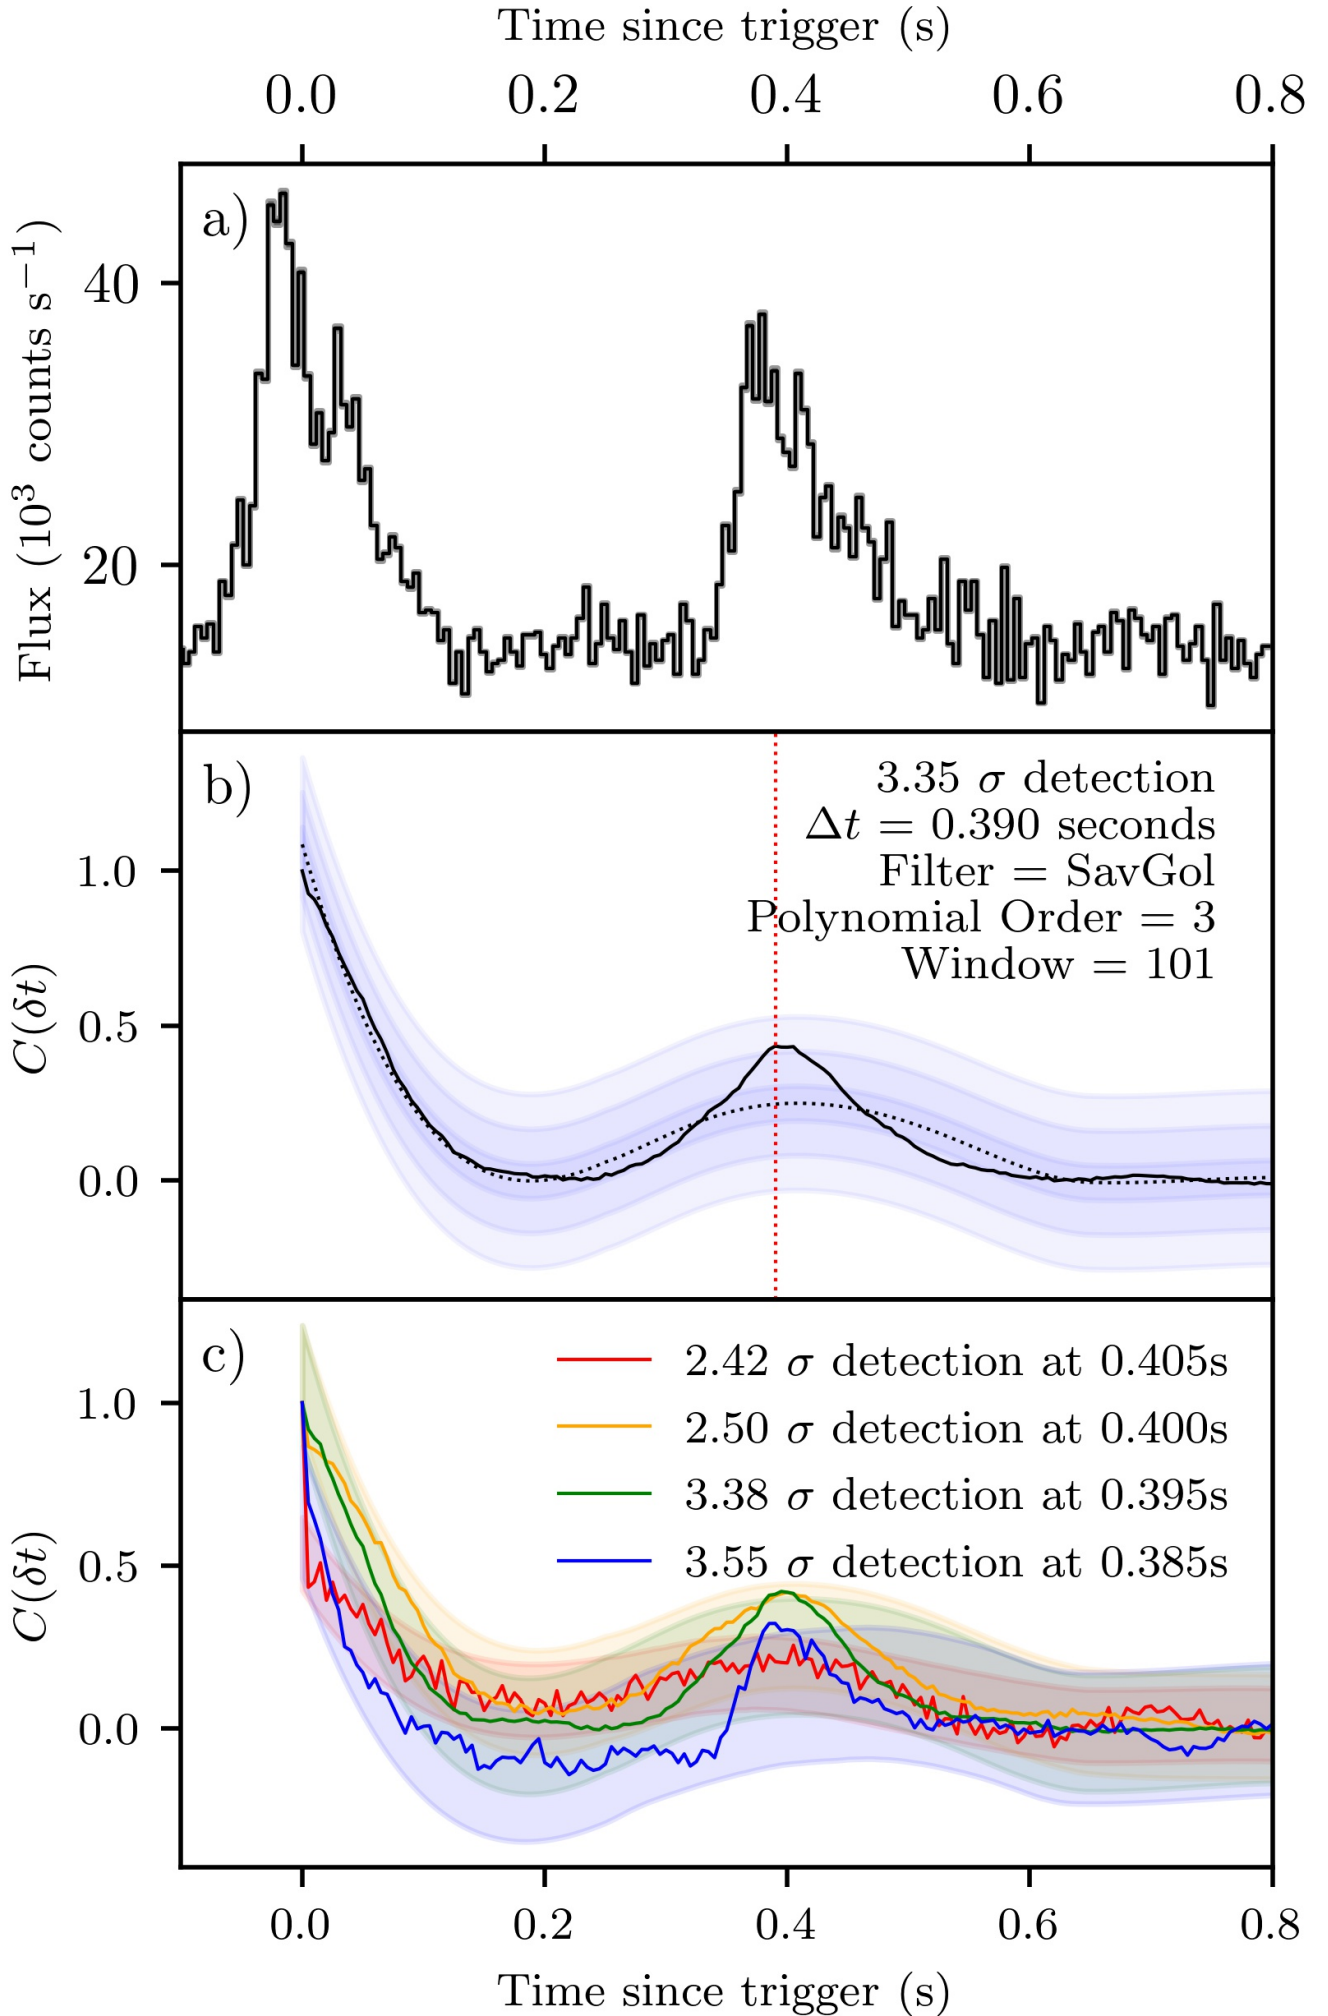 Time since trigger (s)
0.0 0.2 0.4 0.6 0.8
a)
40
20
Flux (10³ counts s⁻¹)
b)
3.35 σ detection
Δt = 0.390 seconds
Filter = SavGol
Polynomial Order = 3
Window = 101
1.0
0.5
0.0
C(δt)
c)
2.42 σ detection at 0.405s
2.50 σ detection at 0.400s
3.38 σ detection at 0.395s
3.55 σ detection at 0.385s
1.0
0.5
0.0
C(δt)
0.0 0.2 0.4 0.6 0.8
Time since trigger (s)